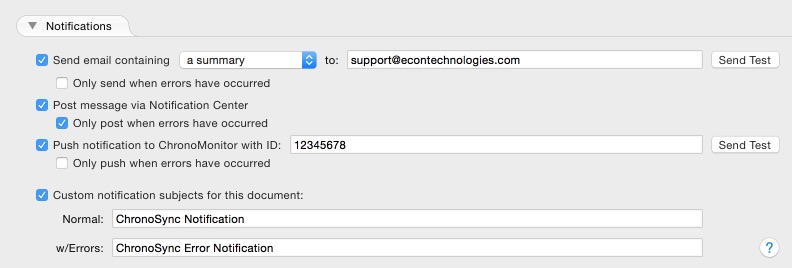 Notifications
Send email containing a summary to: support@econtechnologies.com Send Test
Only send when errors have occurred
Post message via Notification Center
Only post when errors have occurred
Push notification to ChronoMonitor with ID: 12345678 Send Test
Only push when errors have occurred
Custom notification subjects for this document:
Normal: ChronoSync Notification
w/Errors: ChronoSync Error Notification ?